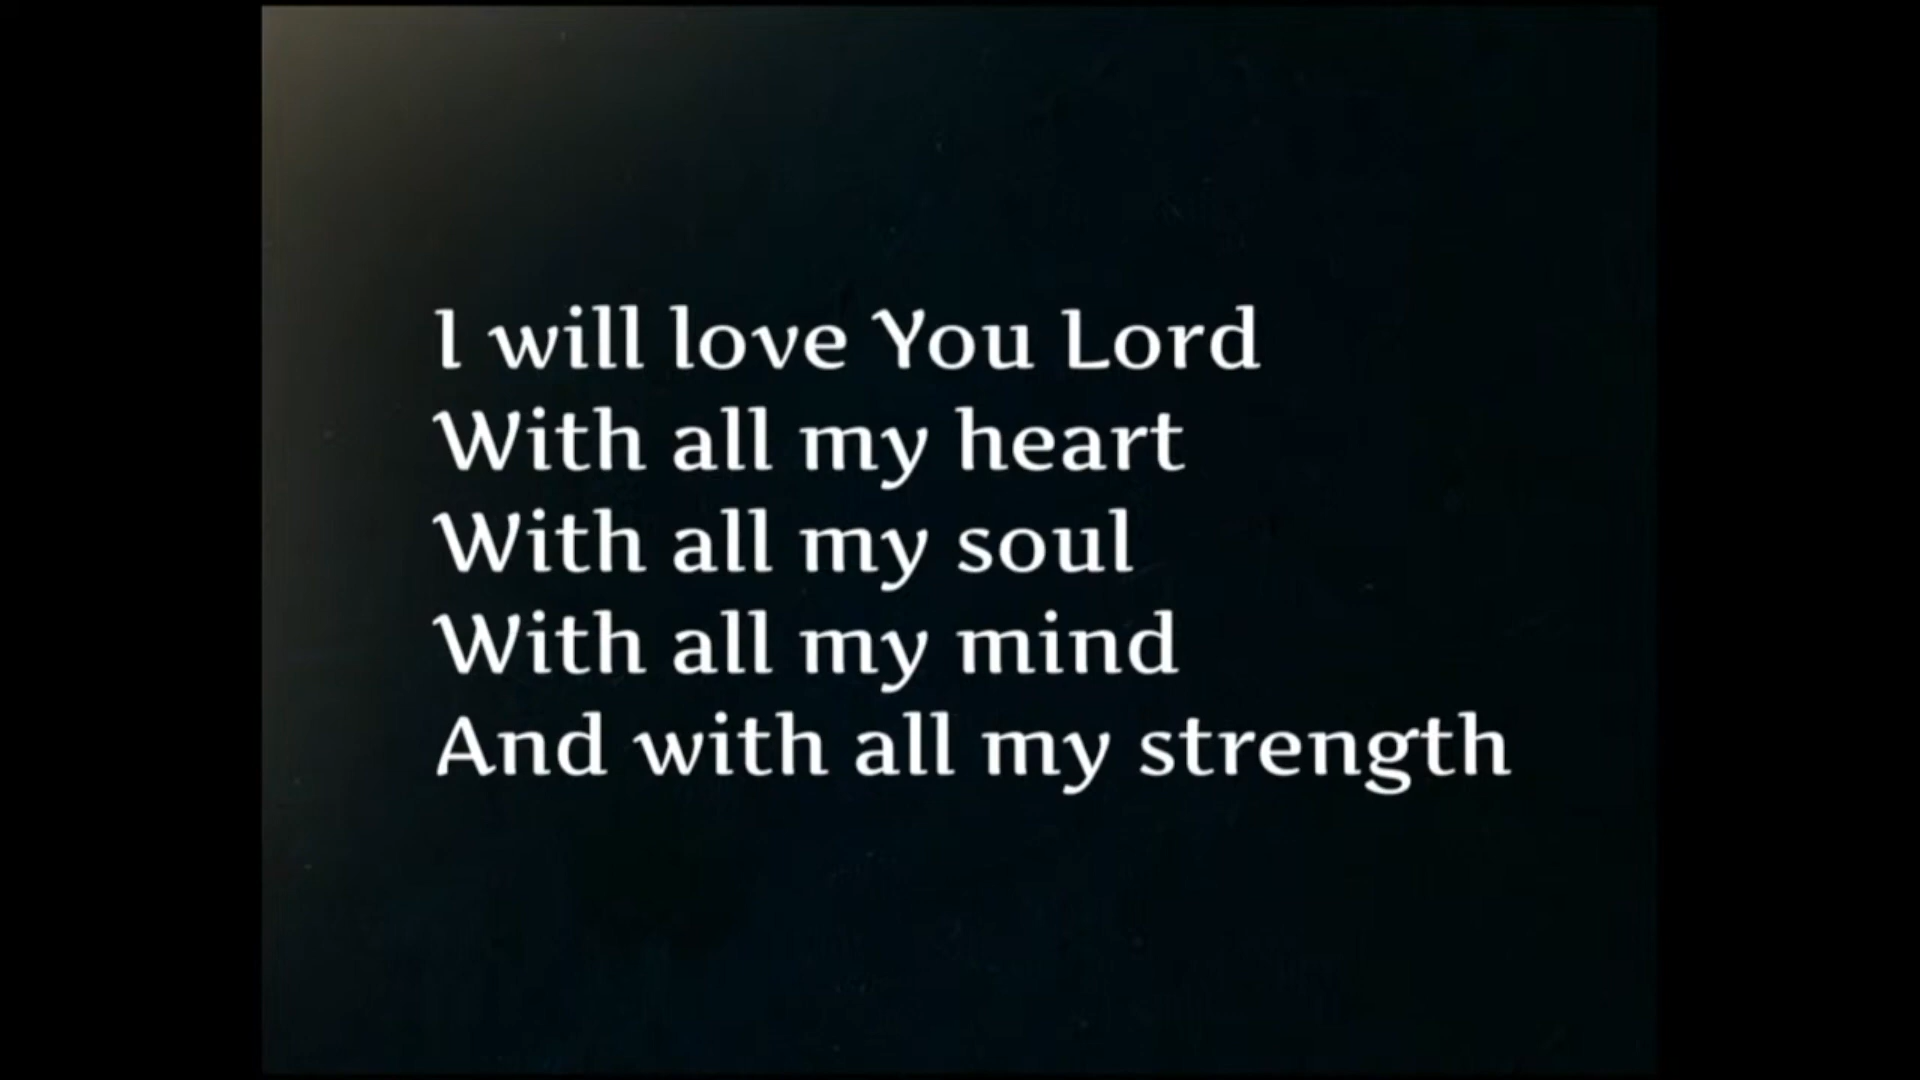 I will love You Lord
With all my heart
With all my soul
With all my mind
And with all my strength